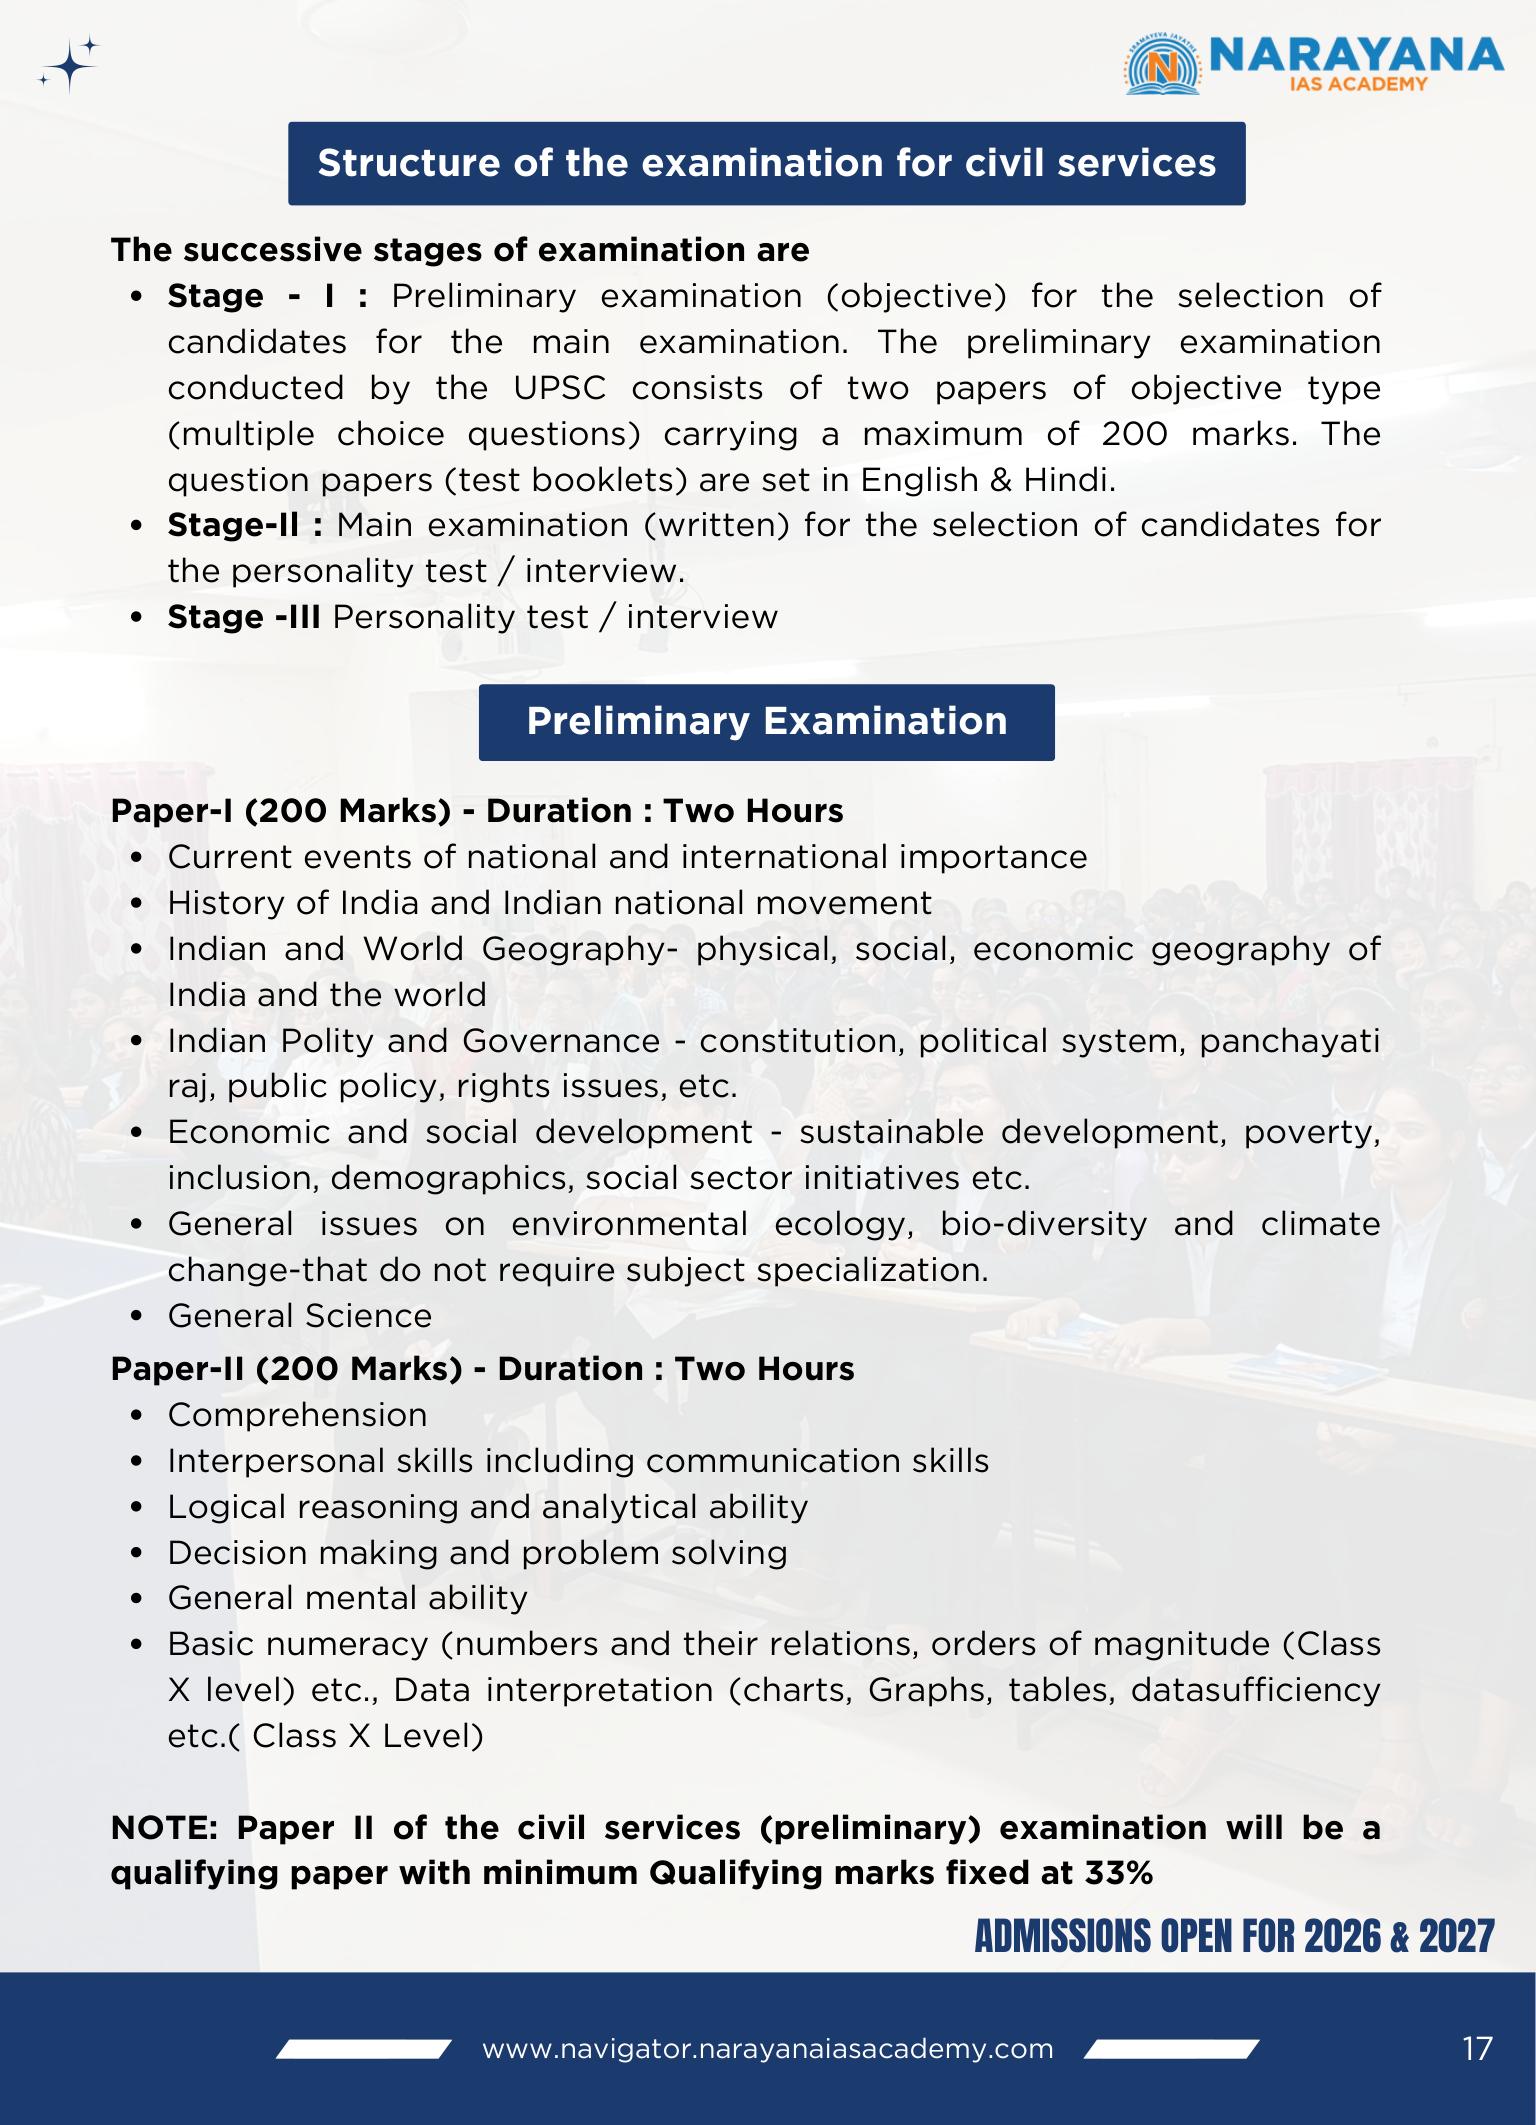 SRAMAYEVA JAYATHE
N
NARAYANA
IAS ACADEMY
Structure of the examination for civil services
The successive stages of examination are
• Stage - I : Preliminary examination (objective) for the selection of
candidates for the main examination. The preliminary examination
conducted by the UPSC consists of two papers of objective type
(multiple choice questions) carrying a maximum of 200 marks. The
question papers (test booklets) are set in English & Hindi.
• Stage-II : Main examination (written) for the selection of candidates for
the personality test / interview.
• Stage -III Personality test / interview
Preliminary Examination
Paper-I (200 Marks) - Duration : Two Hours
• Current events of national and international importance
• History of India and Indian national movement
• Indian and World Geography- physical, social, economic geography of
India and the world
• Indian Polity and Governance - constitution, political system, panchayati
raj, public policy, rights issues, etc.
• Economic and social development - sustainable development, poverty,
inclusion, demographics, social sector initiatives etc.
• General issues on environmental ecology, bio-diversity and climate
change-that do not require subject specialization.
• General Science
Paper-II (200 Marks) - Duration : Two Hours
• Comprehension
• Interpersonal skills including communication skills
• Logical reasoning and analytical ability
• Decision making and problem solving
• General mental ability
• Basic numeracy (numbers and their relations, orders of magnitude (Class
X level) etc., Data interpretation (charts, Graphs, tables, datasufficiency
etc.( Class X Level)
NOTE: Paper II of the civil services (preliminary) examination will be a
qualifying paper with minimum Qualifying marks fixed at 33%
ADMISSIONS OPEN FOR 2026 & 2027
www.navigator.narayanaiasacademy.com
17